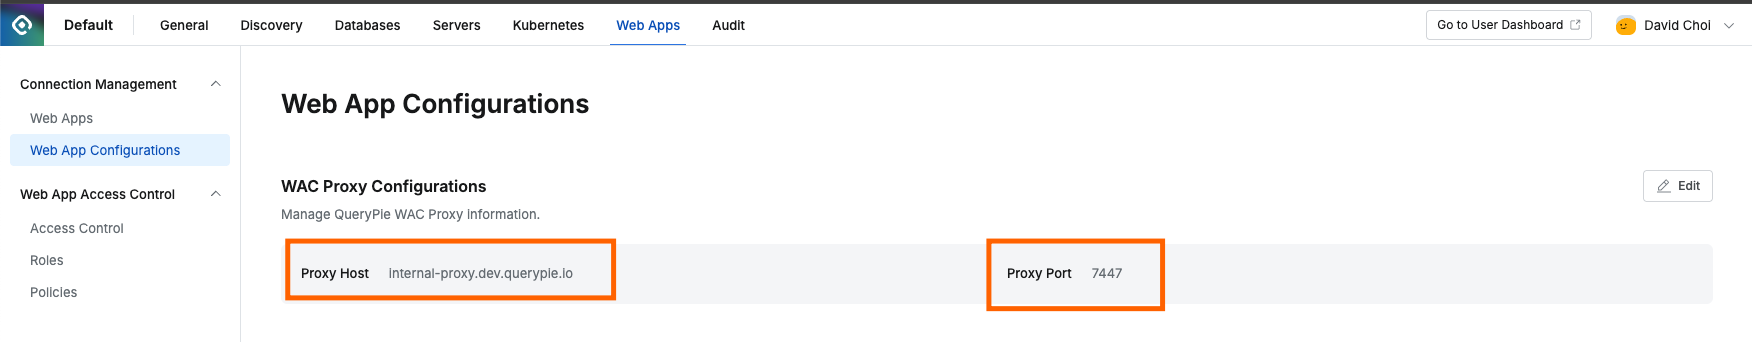 Default General Discovery Databases Servers Kubernetes Web Apps Audit Go to User Dashboard David Choi
Connection Management
Web Apps
Web App Configurations
Web App Access Control
Access Control
Roles
Policies
Web App Configurations
WAC Proxy Configurations Edit
Manage QueryPie WAC Proxy information.
Proxy Host internal-proxy.dev.querypie.io Proxy Port 7447